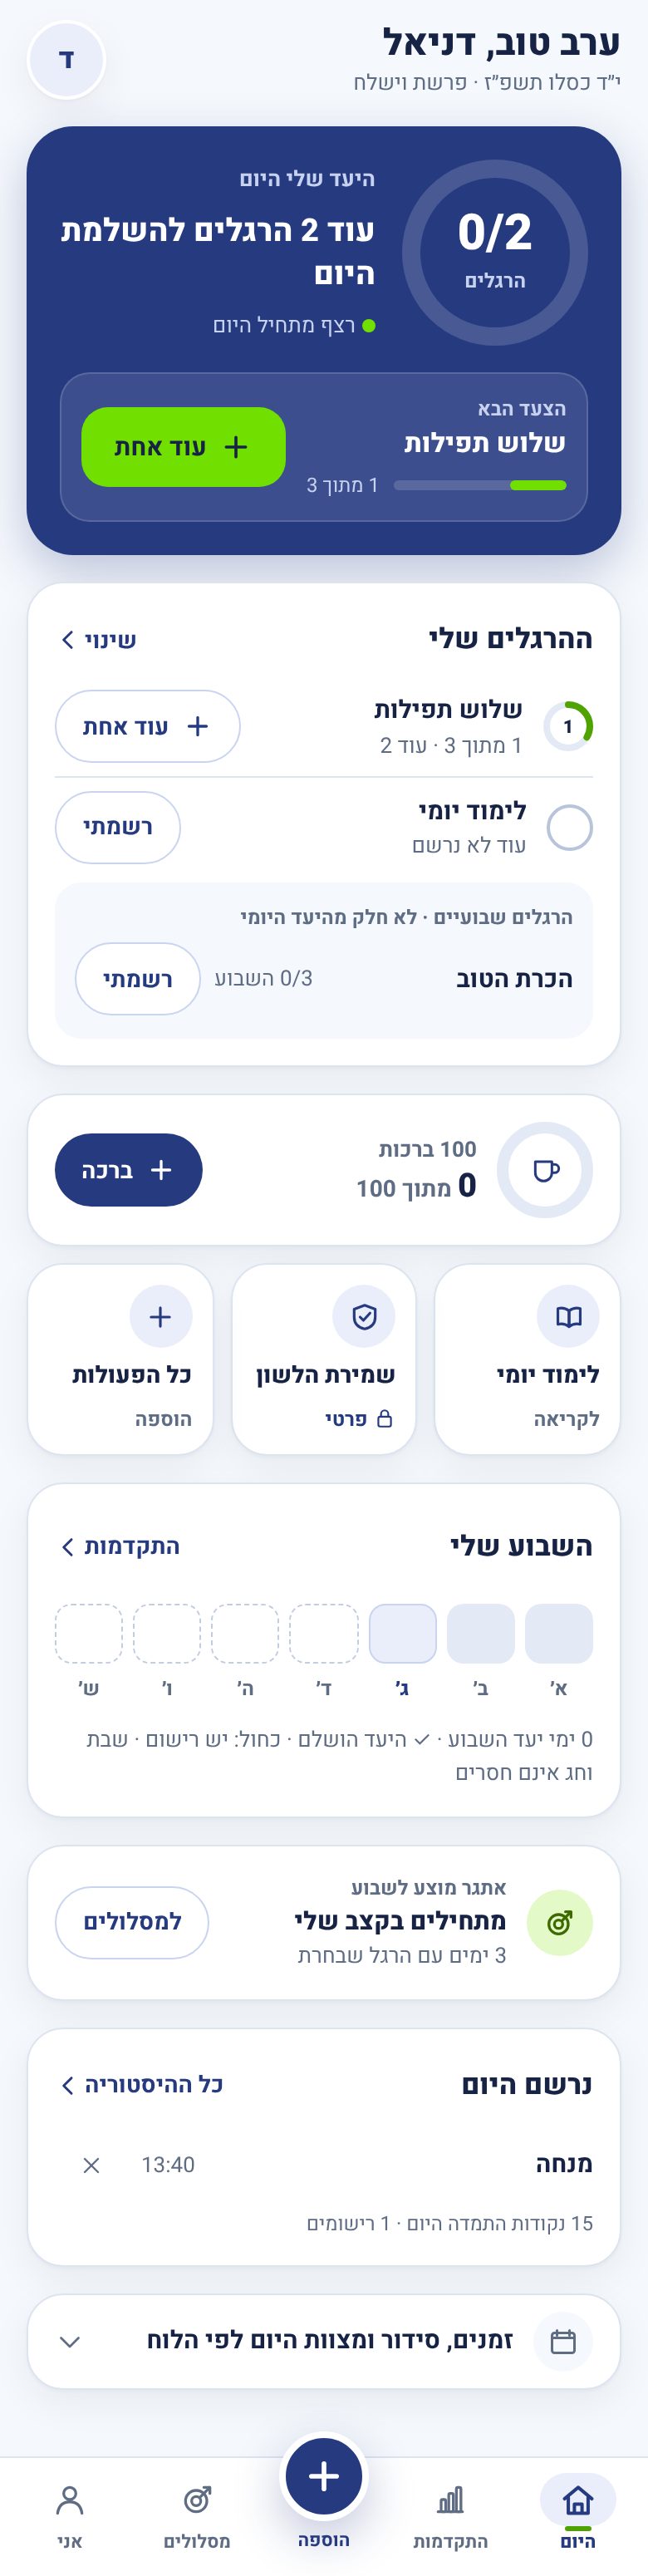 ערב טוב, דניאל
ד
י״ד כסלו תשפ״ז · פרשת וישלח
0/2
הרגלים
היעד שלי היום
עוד 2 הרגלים להשלמת
היום
רצף מתחיל היום
הצעד הבא
שלוש תפילות
1 מתוך 3
עוד אחת
ההרגלים שלי
שינוי
1
שלוש תפילות
1 מתוך 3 · עוד 2
עוד אחת
לימוד יומי
עוד לא נרשם
רשמתי
הרגלים שבועיים · לא חלק מהיעד היומי
הכרת הטוב
0/3 השבוע
רשמתי
100 ברכות
0 מתוך 100
ברכה
לימוד יומי
לקריאה
שמירת הלשון
פרטי
כל הפעולות
הוספה
השבוע שלי
התקדמות
א׳
ב׳
ג׳
ד׳
ה׳
ו׳
ש׳
0 ימי יעד השבוע · ✓ היעד הושלם · כחול: יש רישום · שבת
וחג אינם חסרים
אתגר מוצע לשבוע
מתחילים בקצב שלי
3 ימים עם הרגל שבחרת
למסלולים
נרשם היום
כל ההיסטוריה
מנחה
13:40
15 נקודות התמדה היום · 1 רישומים
זמנים, סידור ומצוות היום לפי הלוח
היום
התקדמות
הוספה
מסלולים
אני